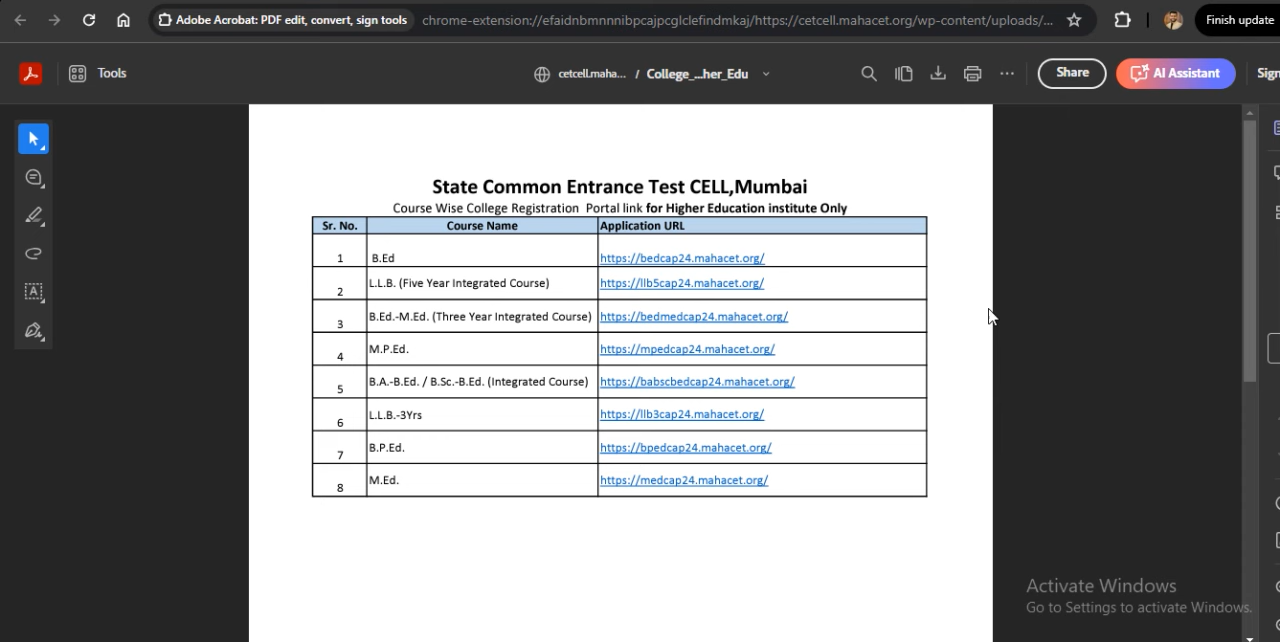 Adobe Acrobat: PDF edit, convert, sign tools chrome-extension://efaidnbmnnnibpcajpcglclefindmkaj/https://cetcell.mahacet.org/wp-content/uploads/... Finish update
Tools cetcell.maha... / College_...her_Edu Share AI Assistant Sign
State Common Entrance Test CELL,Mumbai
Course Wise College Registration Portal link for Higher Education institute Only
Sr. No. Course Name Application URL
1 B.Ed https://bedcap24.mahacet.org/
2 L.L.B. (Five Year Integrated Course) https://llb5cap24.mahacet.org/
3 B.Ed.-M.Ed. (Three Year Integrated Course) https://bedmedcap24.mahacet.org/
4 M.P.Ed. https://mpedcap24.mahacet.org/
5 B.A.-B.Ed. / B.Sc.-B.Ed. (Integrated Course) https://babscbedcap24.mahacet.org/
6 L.L.B.-3Yrs https://llb3cap24.mahacet.org/
7 B.P.Ed. https://bpedcap24.mahacet.org/
8 M.Ed. https://medcap24.mahacet.org/
Activate Windows
Go to Settings to activate Windows.